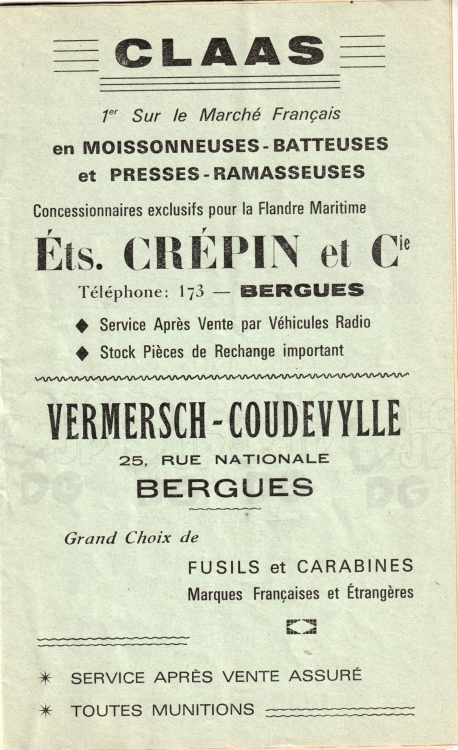 CLAAS
1er Sur le Marché Français
en MOISSONNEUSES-BATTEUSES
et PRESSES-RAMASSEUSES
Concessionnaires exclusifs pour la Flandre Maritime
Éts. CRÉPIN et Cie
Téléphone: 173 — BERGUES
Service Après Vente par Véhicules Radio
Stock Pièces de Rechange important
VERMERSCH-COUDEVYLLE
25, RUE NATIONALE
BERGUES
Grand Choix de
FUSILS et CARABINES
Marques Françaises et Étrangères
SERVICE APRÈS VENTE ASSURÉ
TOUTES MUNITIONS